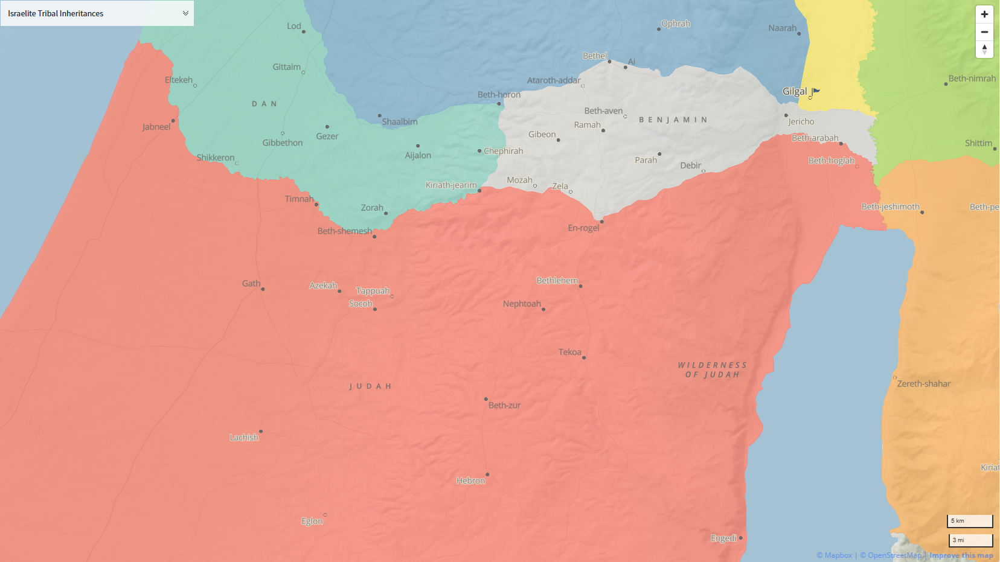 Israelite Tribal Inheritances
Lod
Ophrah
Naarah
Bethel
Ai
Gittaim
Eltekeh
Ataroth-addar
Beth-nimrah
Gilgal
Beth-horon
DAN
Beth-aven
BENJAMIN
Shaalbim
Jericho
Jabneel
Ramah
Gezer
Gibeon
Beth-arabah
Gibbethon
Shittim
Aijalon
Chephirah
Shikkeron
Parah
Debir
Beth-hoglah
Mozah
Zela
Kiriath-jearim
Timnah
Zorah
Beth-jeshimoth
Beth-pe
En-rogel
Beth-shemesh
Gath
Azekah
Tappuah
Bethlehem
Socoh
Nephtoah
Tekoa
WILDERNESS
OF JUDAH
JUDAH
Zereth-shahar
Beth-zur
Lachish
Kiriat
Hebron
Eglon
Engedi
5 km
3 mi
© Mapbox | © OpenStreetMap | Improve this map